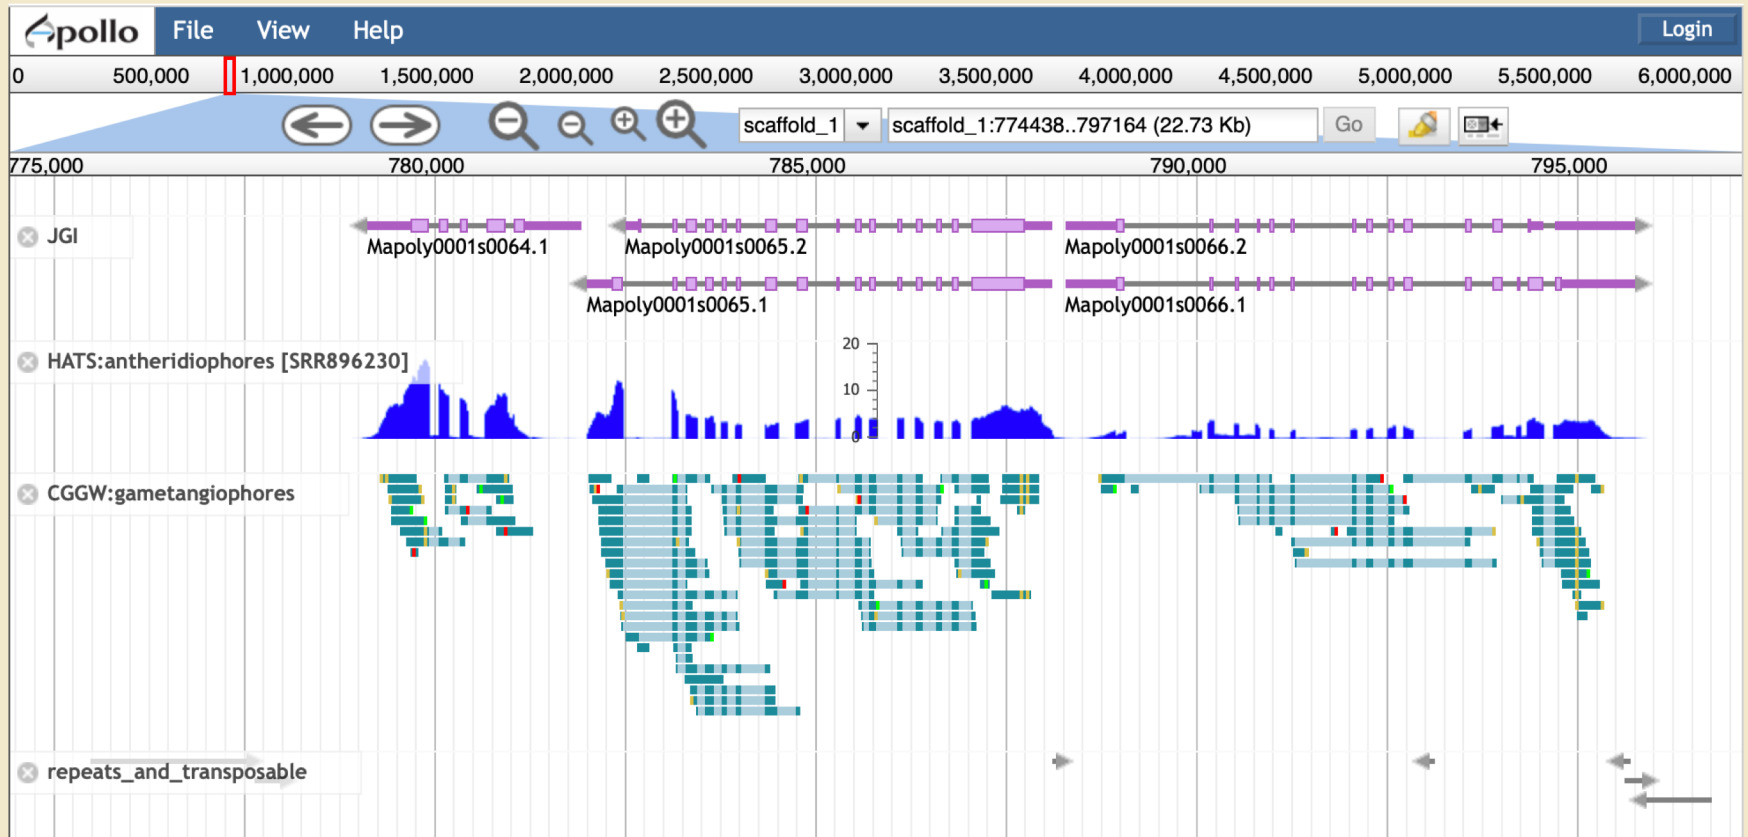 Apollo File View Help Login
0 500,000 1,000,000 1,500,000 2,000,000 2,500,000 3,000,000 3,500,000 4,000,000 4,500,000 5,000,000 5,500,000 6,000,000
scaffold_1 scaffold_1:774438..797164 (22.73 Kb) Go
775,000 780,000 785,000 790,000 795,000
JGI
Mapoly0001s0064.1 Mapoly0001s0065.2 Mapoly0001s0066.2
Mapoly0001s0065.1 Mapoly0001s0066.1
20
HATS:antheridiophores [SRR896230]
10
0
CGGW:gametangiophores
repeats_and_transposable